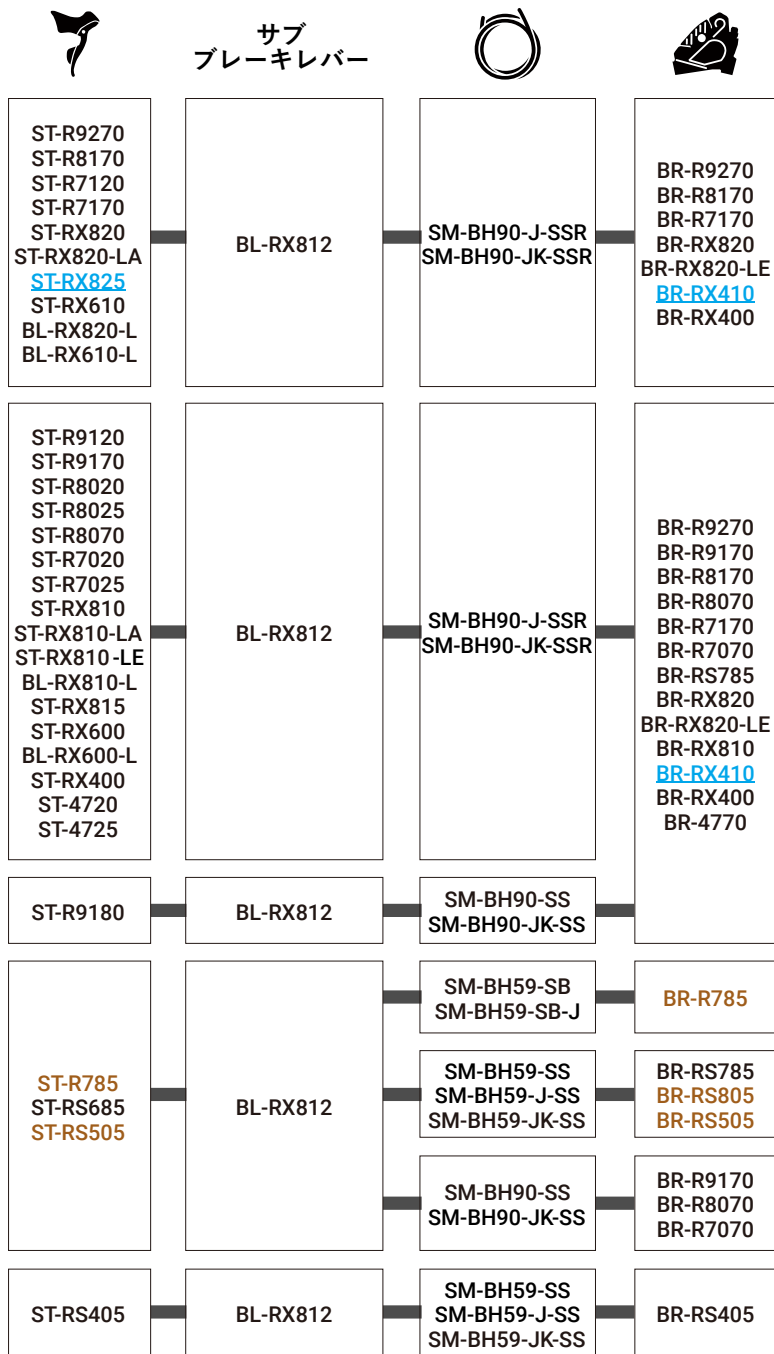 サブ
ブレーキレバー
ST-R9270
ST-R8170
ST-R7120
ST-R7170
ST-RX820
ST-RX820-LA
ST-RX825
ST-RX610
BL-RX820-L
BL-RX610-L
BL-RX812
SM-BH90-J-SSR
SM-BH90-JK-SSR
BR-R9270
BR-R8170
BR-R7170
BR-RX820
BR-RX820-LE
BR-RX410
BR-RX400
ST-R9120
ST-R9170
ST-R8020
ST-R8025
ST-R8070
ST-R7020
ST-R7025
ST-RX810
ST-RX810-LA
ST-RX810-LE
BL-RX810-L
ST-RX815
ST-RX600
BL-RX600-L
ST-RX400
ST-4720
ST-4725
BL-RX812
SM-BH90-J-SSR
SM-BH90-JK-SSR
BR-R9270
BR-R9170
BR-R8170
BR-R8070
BR-R7170
BR-R7070
BR-RS785
BR-RX820
BR-RX820-LE
BR-RX810
BR-RX410
BR-RX400
BR-4770
ST-R9180
BL-RX812
SM-BH90-SS
SM-BH90-JK-SS
ST-R785
ST-RS685
ST-RS505
BL-RX812
SM-BH59-SB
SM-BH59-SB-J
BR-R785
SM-BH59-SS
SM-BH59-J-SS
SM-BH59-JK-SS
BR-RS785
BR-RS805
BR-RS505
SM-BH90-SS
SM-BH90-JK-SS
BR-R9170
BR-R8070
BR-R7070
ST-RS405
BL-RX812
SM-BH59-SS
SM-BH59-J-SS
SM-BH59-JK-SS
BR-RS405